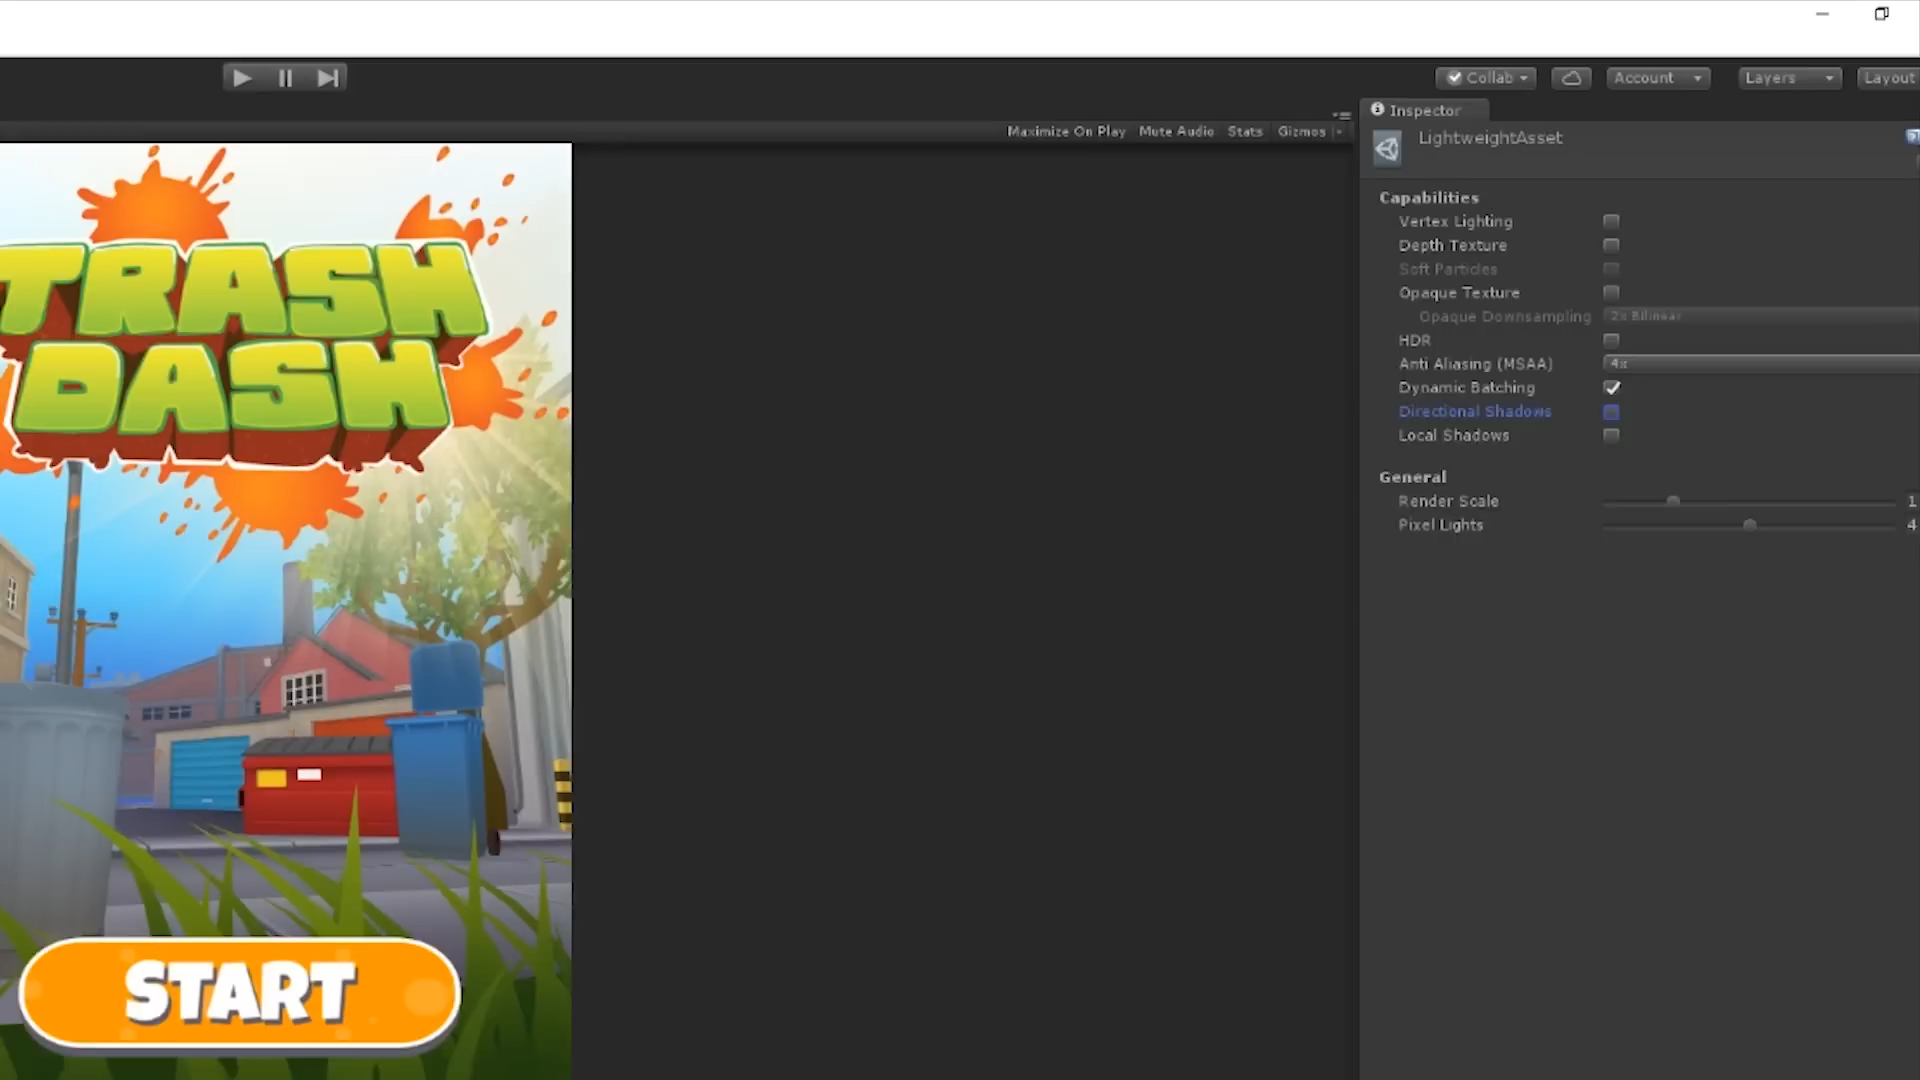 Collab
Account
Layers
Layout
Inspector
Maximize On Play
Mute Audio
Stats
Gizmos
LightweightAsset
TRASH
DASH
START
Capabilities
Vertex Lighting
Depth Texture
Soft Particles
Opaque Texture
Opaque Downsampling 2x Bilinear
HDR
Anti Aliasing (MSAA) 4x
Dynamic Batching
Directional Shadows
Local Shadows
General
Render Scale 1
Pixel Lights 4